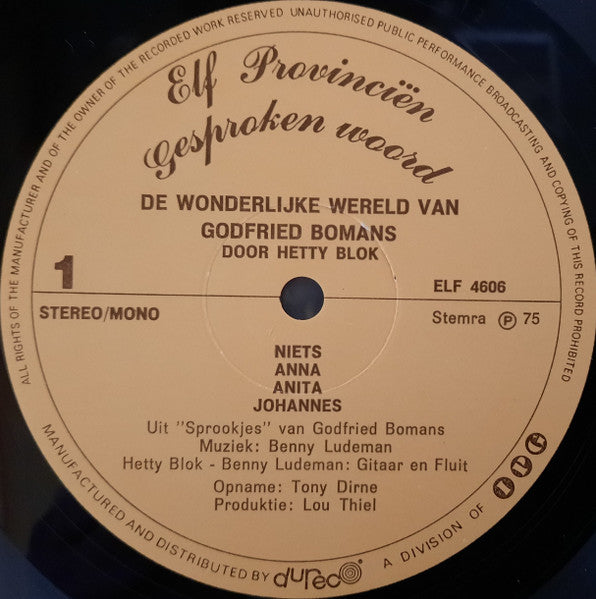 ALL RIGHTS OF THE MANUFACTURER AND OF THE OWNER OF THE RECORDED WORK RESERVED UNAUTHORISED PUBLIC PERFORMANCE BROADCASTING AND COPYING OF THIS RECORD PROHIBITED
Elf Provinciën
Gesproken woord
DE WONDERLIJKE WERELD VAN
GODFRIED BOMANS
DOOR HETTY BLOK
1
ELF 4606
STEREO/MONO
Stemra Ⓟ 75
NIETS
ANNA
ANITA
JOHANNES
Uit "Sprookjes" van Godfried Bomans
Muziek: Benny Ludeman
Hetty Blok - Benny Ludeman: Gitaar en Fluit
Opname: Tony Dirne
Produktie: Lou Thiel
MANUFACTURED AND DISTRIBUTED BY dureco A DIVISION OF